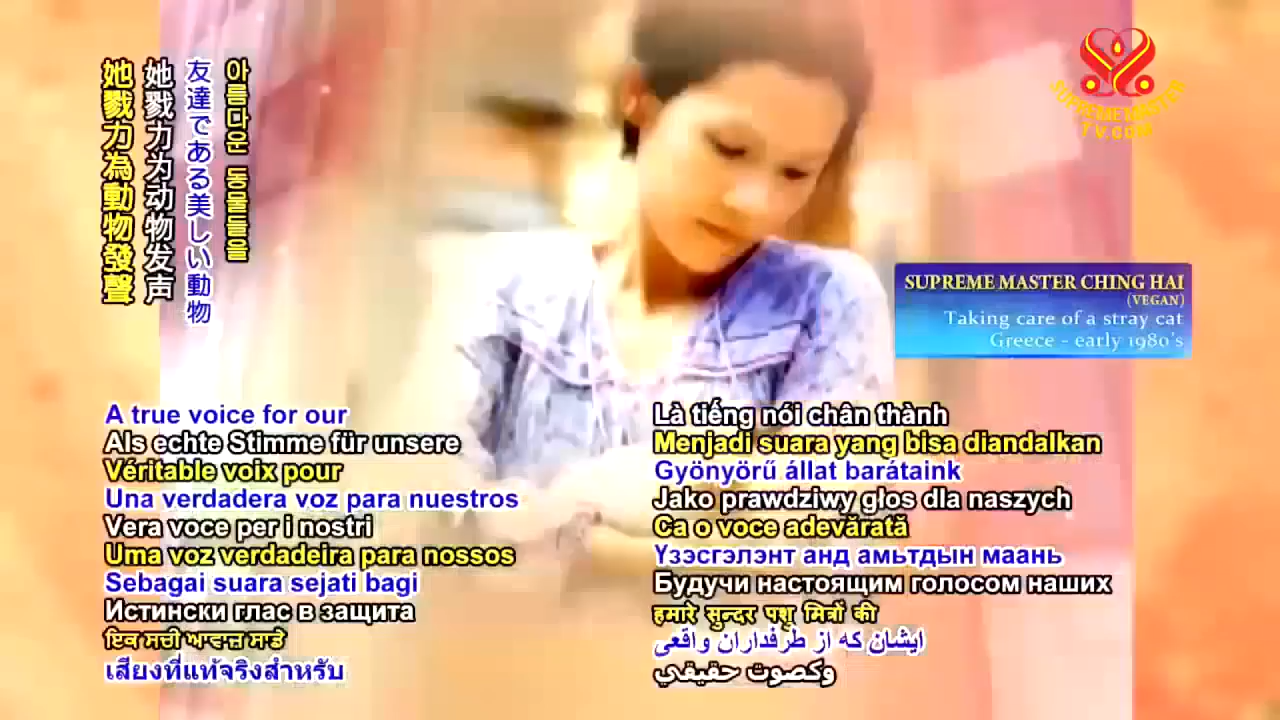 她戮力為動物發聲
她戮力为动物发声
友達である美しい動物
아름다운 동물들을
SUPREME MASTER
TV.COM
SUPREME MASTER CHING HAI
(VEGAN)
Taking care of a stray cat
Greece - early 1980's
A true voice for our
Als echte Stimme für unsere
Véritable voix pour
Una verdadera voz para nuestros
Vera voce per i nostri
Uma voz verdadeira para nossos
Sebagai suara sejati bagi
Истински глас в защита
ਇਕ ਸਚੀ ਆਵਾਜ਼ ਸਾਡੇ
เสียงที่แท้จริงสำหรับ
Là tiếng nói chân thành
Menjadi suara yang bisa diandalkan
Gyönyörű állat barátaink
Jako prawdziwy głos dla naszych
Ca o voce adevărată
Үзэсгэлэнт анд амьтдын маань
Будучи настоящим голосом наших
हमारे सुन्दर पशु मित्रों की
ایشان که از طرفداران واقعی
وكصوت حقيقي